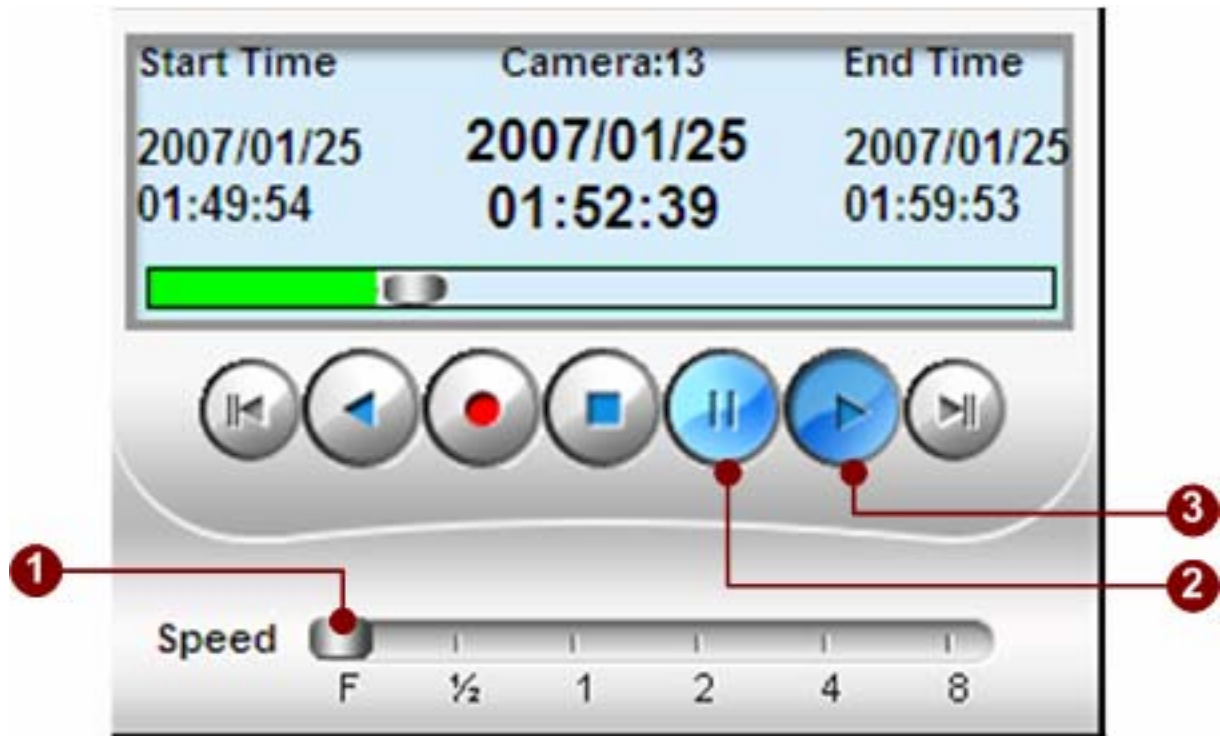 Start Time Camera:13 End Time
2007/01/25 2007/01/25 2007/01/25
01:49:54 01:52:39 01:59:53
3
1
2
Speed
F ½ 1 2 4 8